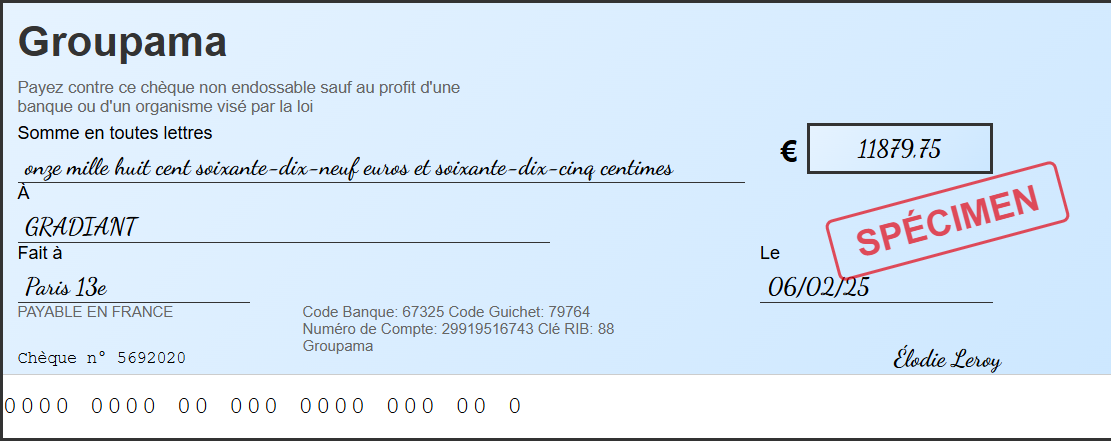 Groupama
Payez contre ce chèque non endossable sauf au profit d'une
banque ou d'un organisme visé par la loi
Somme en toutes lettres
onze mille huit cent soixante-dix-neuf euros et soixante-dix-cinq centimes
€ 11879.75
À
GRADIANT
SPÉCIMEN
Fait à
Le
Paris 13e
06/02/25
PAYABLE EN FRANCE
Code Banque: 67325 Code Guichet: 79764
Numéro de Compte: 29919516743 Clé RIB: 88
Groupama
Chèque n° 5692020
Élodie Leroy
0000 0000 00 000 0000 000 00 0